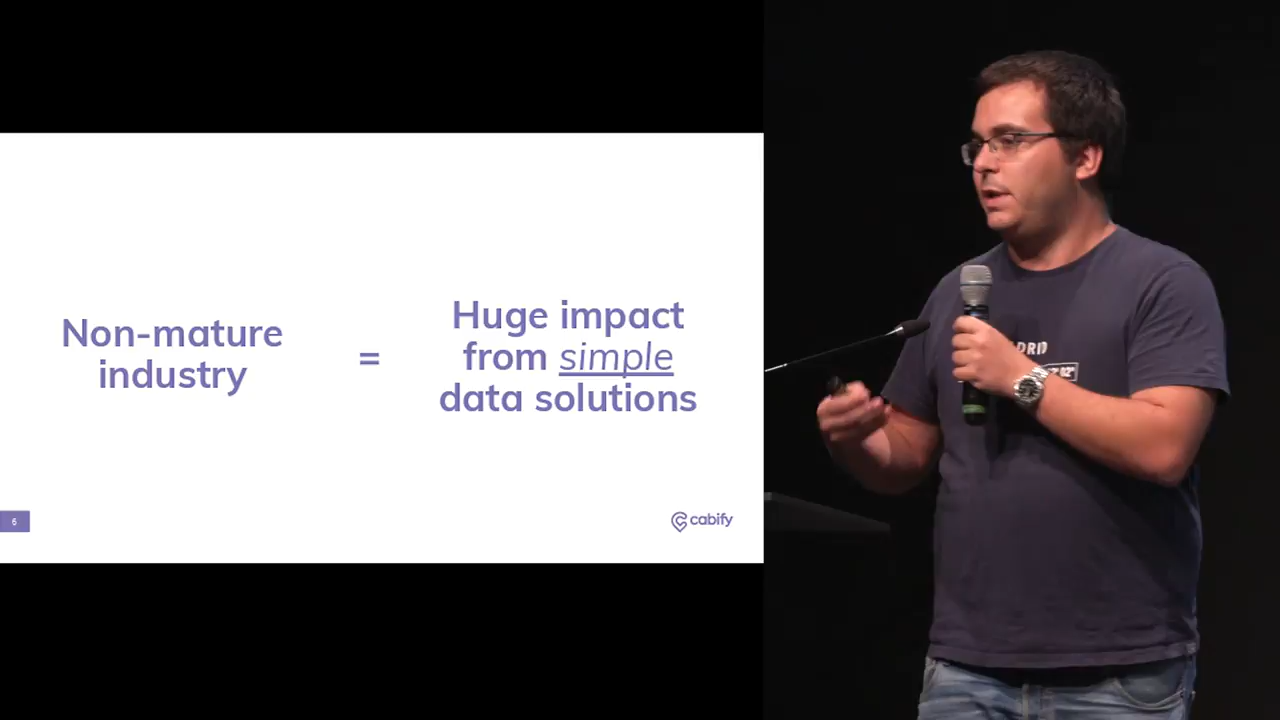 Non-mature
industry
=
Huge impact
from simple
data solutions
6
cabify